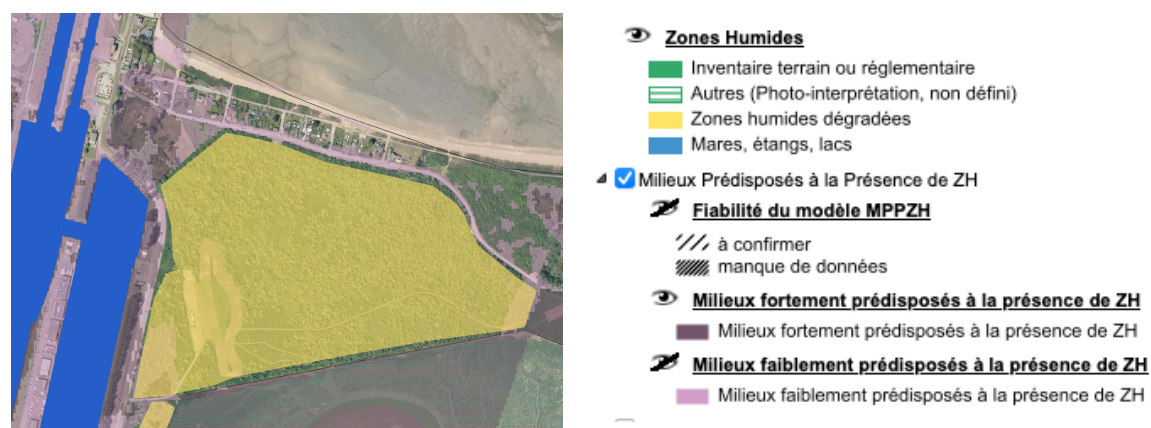 Zones Humides
Inventaire terrain ou réglementaire
Autres (Photo-interprétation, non défini)
Zones humides dégradées
Mares, étangs, lacs
Milieux Prédisposés à la Présence de ZH
Fiabilité du modèle MPPZH
à confirmer
manque de données
Milieux fortement prédisposés à la présence de ZH
Milieux fortement prédisposés à la présence de ZH
Milieux faiblement prédisposés à la présence de ZH
Milieux faiblement prédisposés à la présence de ZH